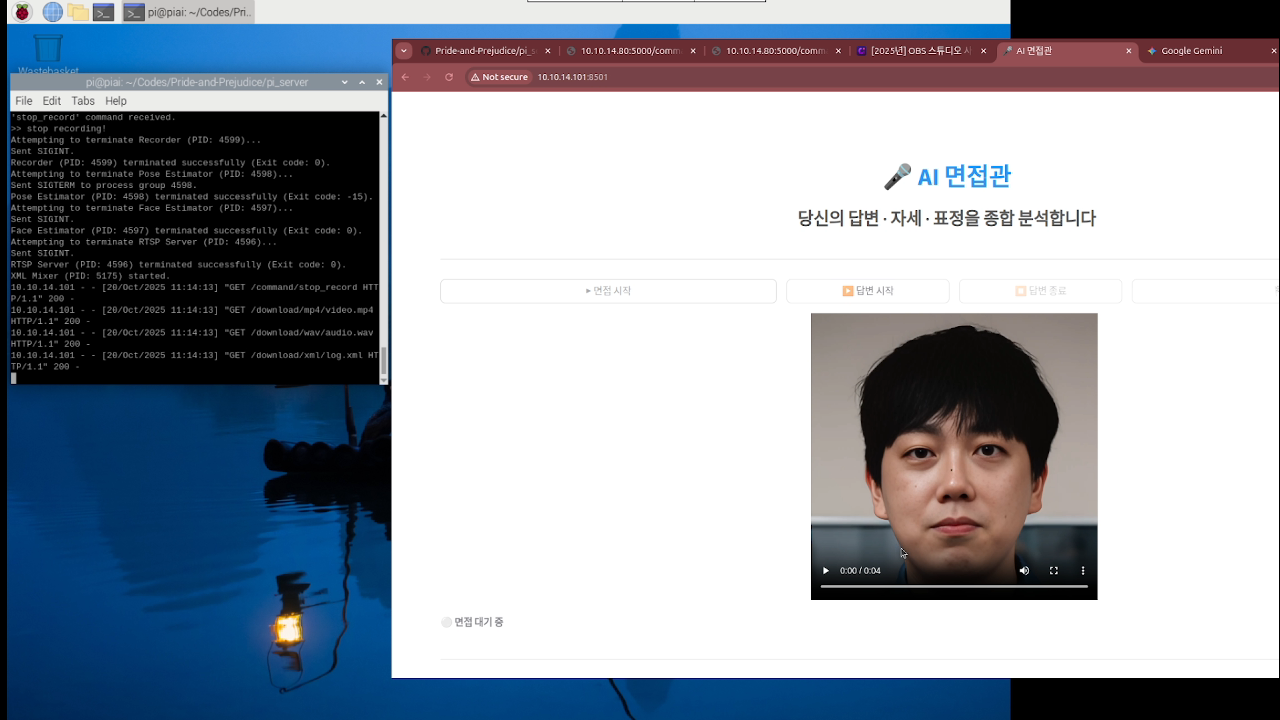 pi@piai: ~/Codes/Pri..
Wastebasket
pi@piai: ~/Codes/Pride-and-Prejudice/pi_server
File Edit Tabs Help
'stop_record' command received.
>> stop recording!
Attempting to terminate Recorder (PID: 4599)...
Sent SIGINT.
Recorder (PID: 4599) terminated successfully (Exit code: 0).
Attempting to terminate Pose Estimator (PID: 4598)...
Sent SIGTERM to process group 4598.
Pose Estimator (PID: 4598) terminated successfully (Exit code: -15).
Attempting to terminate Face Estimator (PID: 4597)...
Sent SIGINT.
Face Estimator (PID: 4597) terminated successfully (Exit code: 0).
Attempting to terminate RTSP Server (PID: 4596)...
Sent SIGINT.
RTSP Server (PID: 4596) terminated successfully (Exit code: 0).
XML Mixer (PID: 5175) started.
10.10.14.101 - - [20/Oct/2025 11:14:13] "GET /command/stop_record HTT
P/1.1" 200 -
10.10.14.101 - - [20/Oct/2025 11:14:13] "GET /download/mp4/video.mp4
HTTP/1.1" 200 -
10.10.14.101 - - [20/Oct/2025 11:14:13] "GET /download/wav/audio.wav
HTTP/1.1" 200 -
10.10.14.101 - - [20/Oct/2025 11:14:13] "GET /download/xml/log.xml HT
TP/1.1" 200 -
Pride-and-Prejudice/pi_s 10.10.14.80:5000/comm 10.10.14.80:5000/comm [2025년] OBS 스튜디오 시 🎤 AI 면접관 Google Gemini
Not secure 10.10.14.101:8501
🎤 AI 면접관
당신의 답변 · 자세 · 표정을 종합 분석합니다
▶ 면접 시작 ▶️ 답변 시작 ⏹️ 답변 종료
0:00 / 0:04
⚪ 면접 대기 중